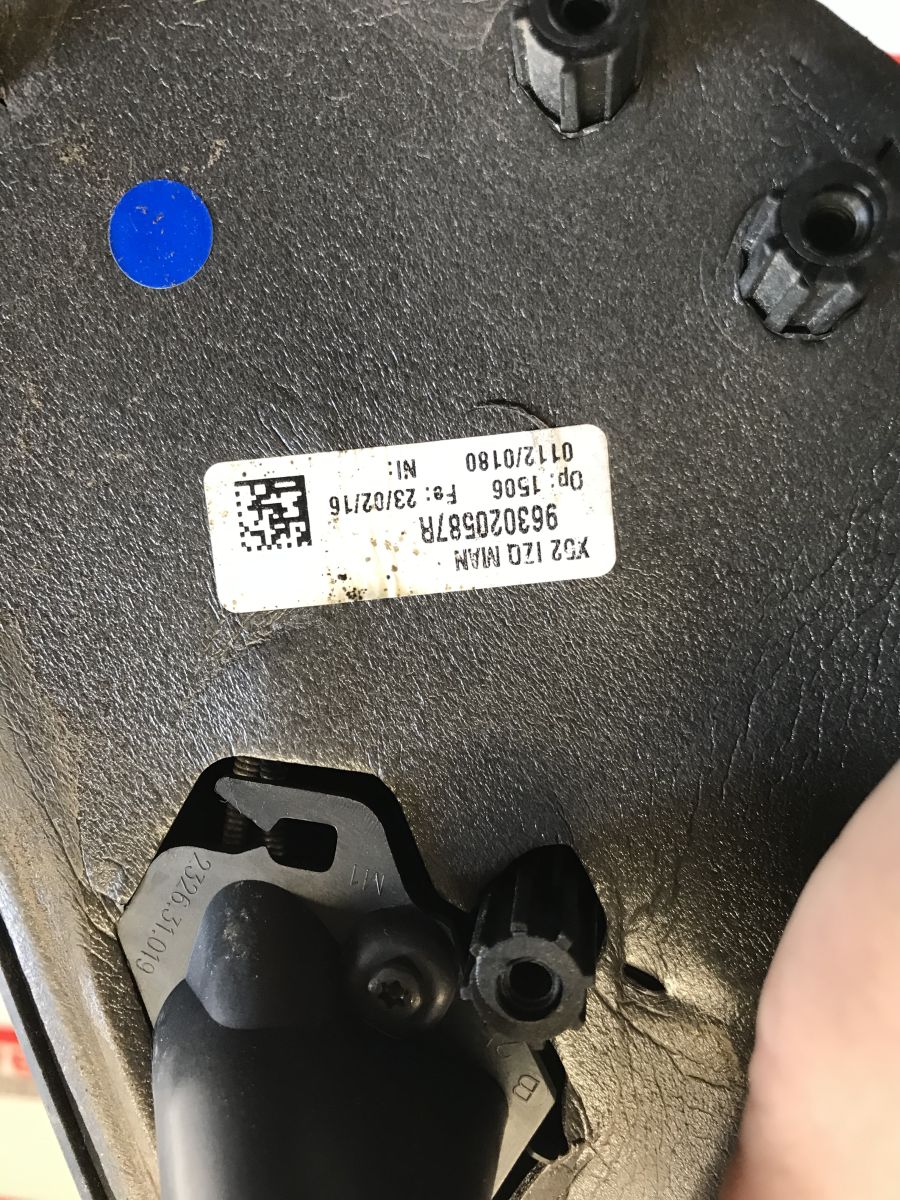 X52 IZQ MAN
963020587R
Op: 1506 Fe: 23/02/16
0112/0180 NI:
2326.31.019
M1
B